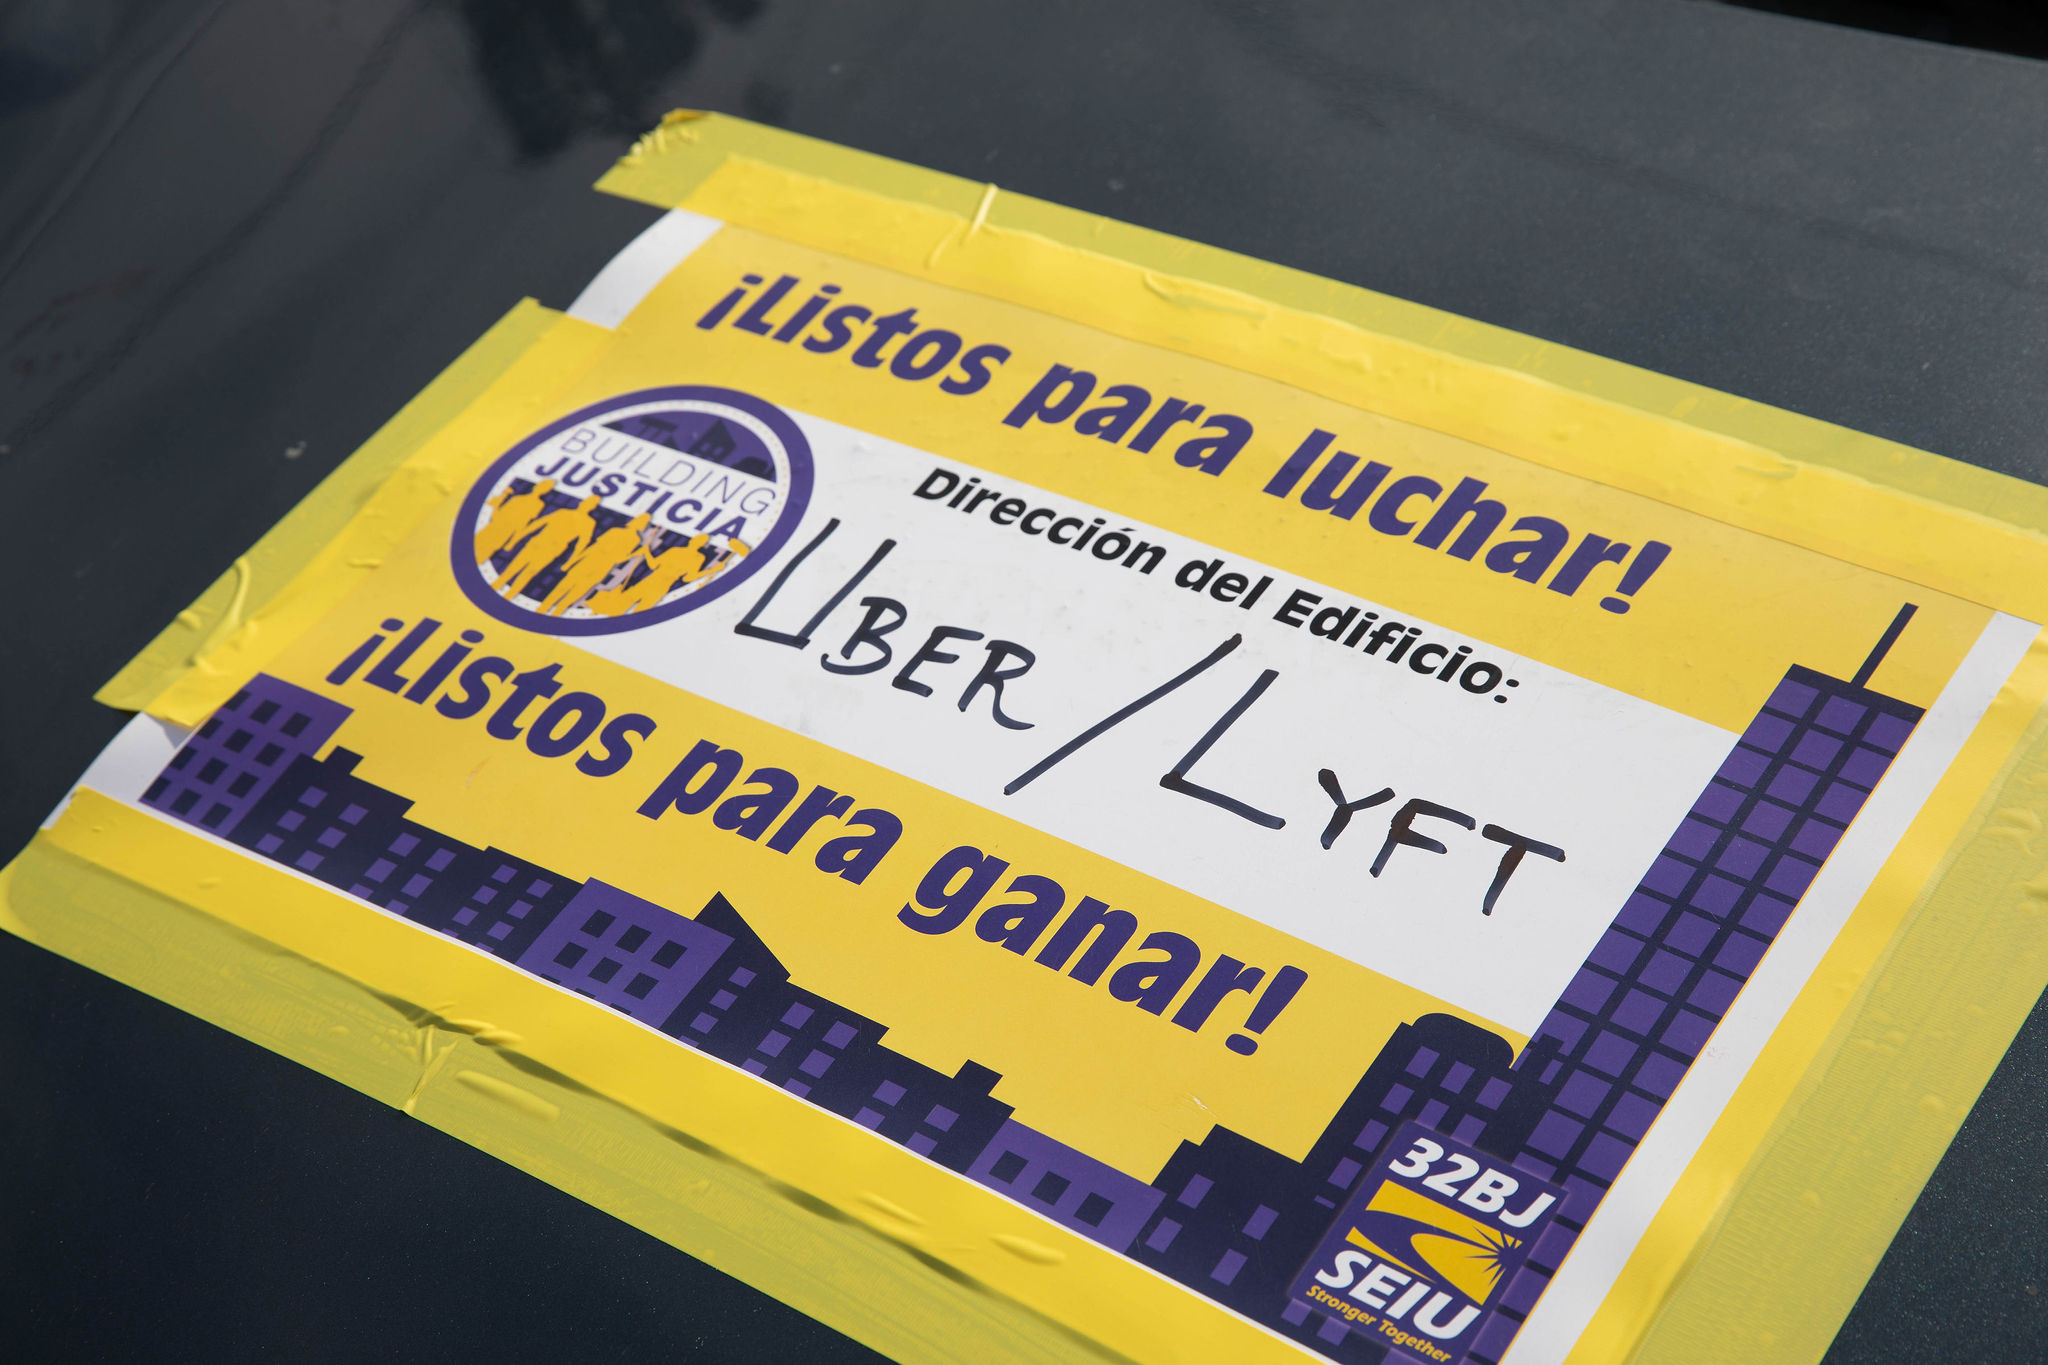 ¡Listos para luchar!
BUILDING
JUSTICIA
Dirección del Edificio:
UBER / LYFT
¡Listos para ganar!
32BJ
SEIU
Stronger Together